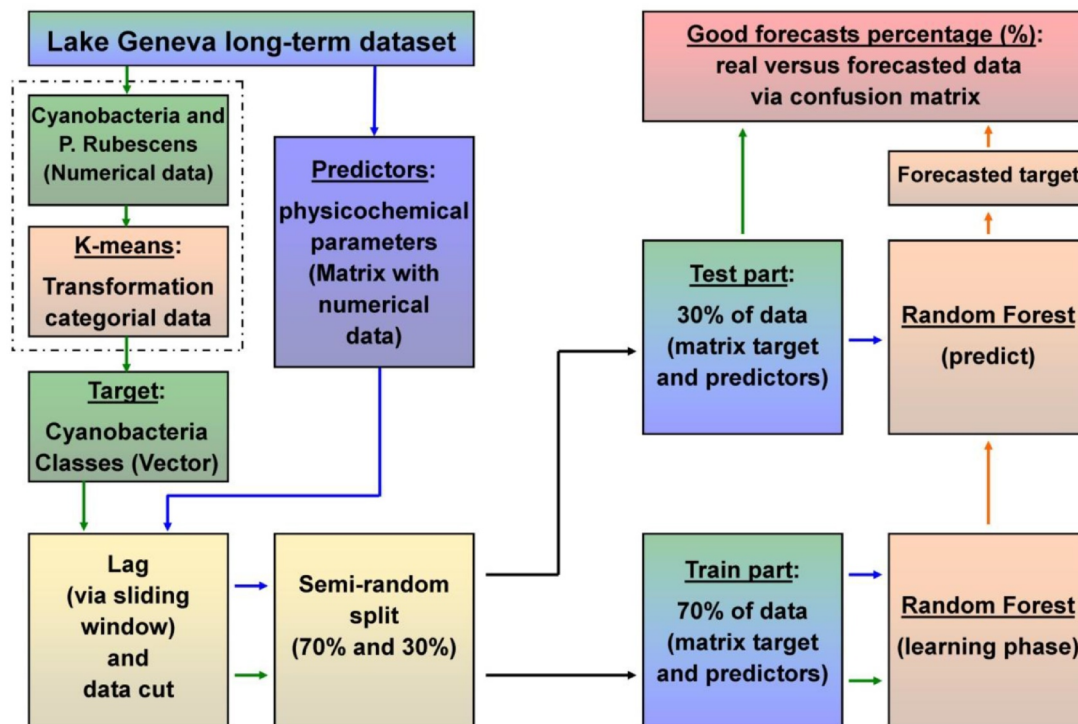 Lake Geneva long-term dataset
Cyanobacteria and
P. Rubescens
(Numerical data)
K-means:
Transformation
categorial data
Target:
Cyanobacteria
Classes (Vector)
Predictors:
physicochemical
parameters
(Matrix with
numerical
data)
Lag
(via sliding
window)
and
data cut
Semi-random
split
(70% and 30%)
Good forecasts percentage (%):
real versus forecasted data
via confusion matrix
Forecasted target
Test part:
30% of data
(matrix target
and predictors)
Random Forest
(predict)
Train part:
70% of data
(matrix target
and predictors)
Random Forest
(learning phase)